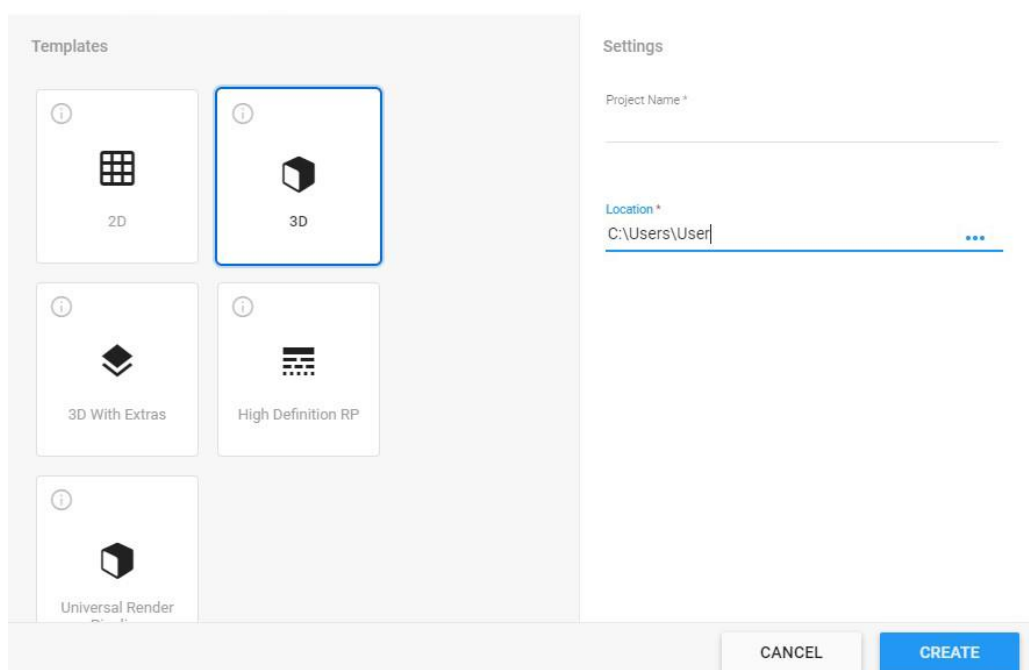 Templates
Settings
Project Name *
2D
3D
Location *
C:\Users\User
3D With Extras
High Definition RP
Universal Render
CANCEL
CREATE